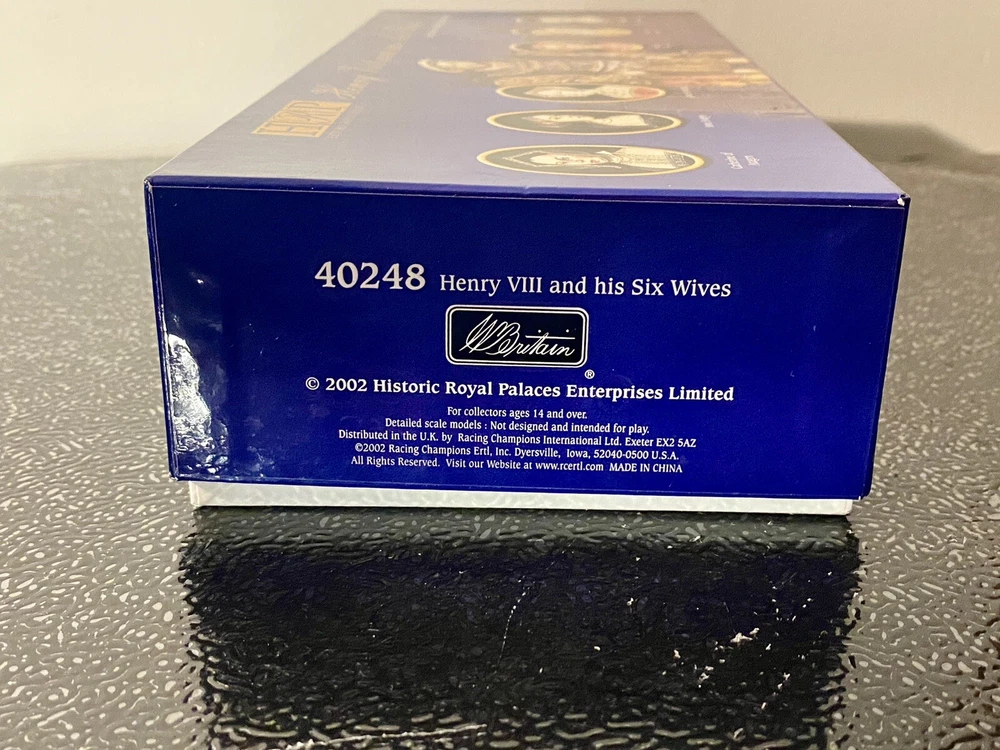 Catherine of
Aragon
40248 Henry VIII and his Six Wives
W.Britain
®
© 2002 Historic Royal Palaces Enterprises Limited
For collectors ages 14 and over.
Detailed scale models : Not designed and intended for play.
Distributed in the U.K. by Racing Champions International Ltd. Exeter EX2 5AZ
©2002 Racing Champions Ertl, Inc. Dyersville, Iowa, 52040-0500 U.S.A.
All Rights Reserved. Visit our Website at www.rcertl.com MADE IN CHINA